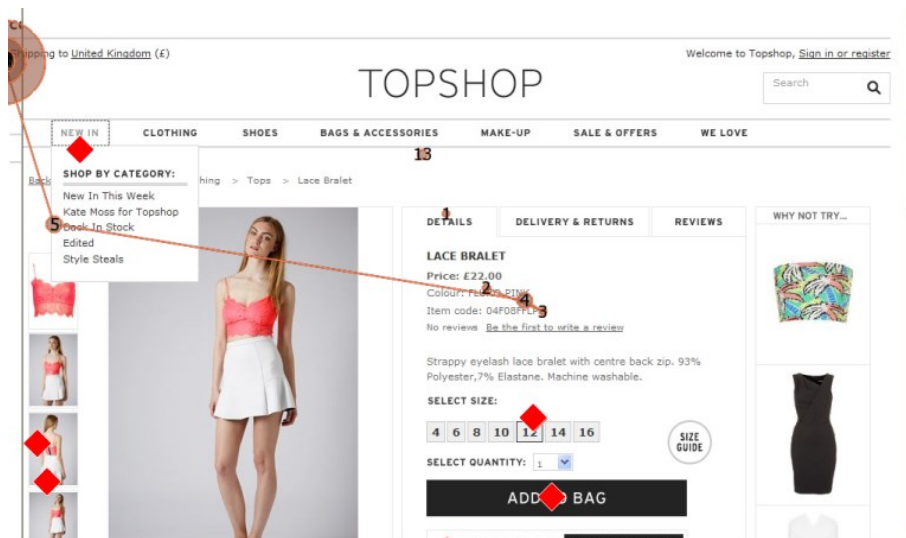 Shipping to United Kingdom (£)
Welcome to Topshop, Sign in or register
TOPSHOP
Search
NEW IN CLOTHING SHOES BAGS & ACCESSORIES MAKE-UP SALE & OFFERS WE LOVE
13
SHOP BY CATEGORY:
New In This Week
Kate Moss for Topshop
Back In Stock
Edited
Style Steals
Back
> Tops > Lace Bralet
1
DETAILS DELIVERY & RETURNS REVIEWS
WHY NOT TRY...
5
LACE BRALET
Price: £22.00
2
Colour: PINK
4
3
Item code:
No reviews Be the first to write a review
Strappy eyelash lace bralet with centre back zip. 93%
Polyester,7% Elastane. Machine washable.
SELECT SIZE:
4 6 8 10 12 14 16
SIZE
GUIDE
SELECT QUANTITY: 1
ADD TO BAG